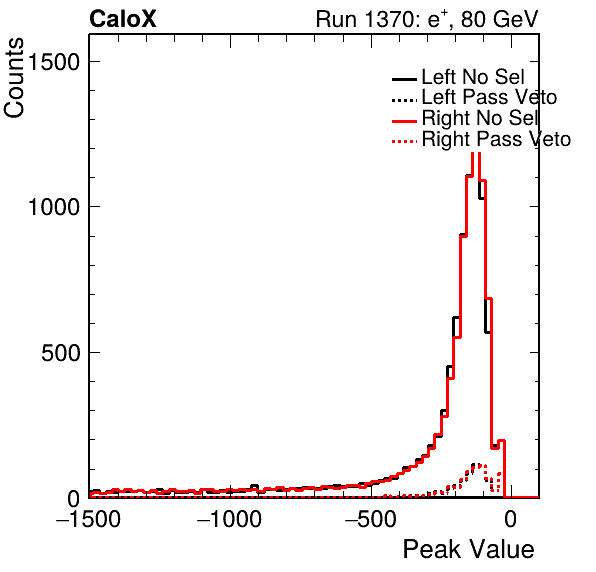 CaloX Run 1370: e⁺, 80 GeV
Counts
1500
1000
500
0
Left No Sel
Left Pass Veto
Right No Sel
Right Pass Veto
−1500 −1000 −500 0
Peak Value